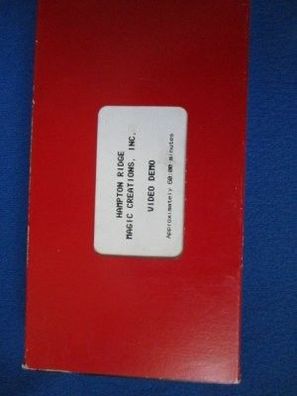 HAMPTON RIDGE
MAGIC CREATIONS, INC.
VIDEO DEMO
Approximately 60.00 minutes